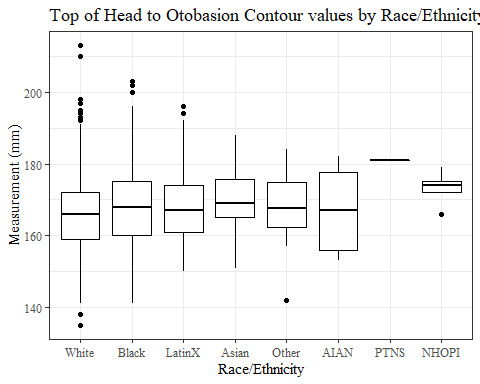 Top of Head to Otobasion Contour values by Race/Ethnicity
Measurement (mm)
200
180
160
140
White Black LatinX Asian Other AIAN PTNS NHOPI
Race/Ethnicity